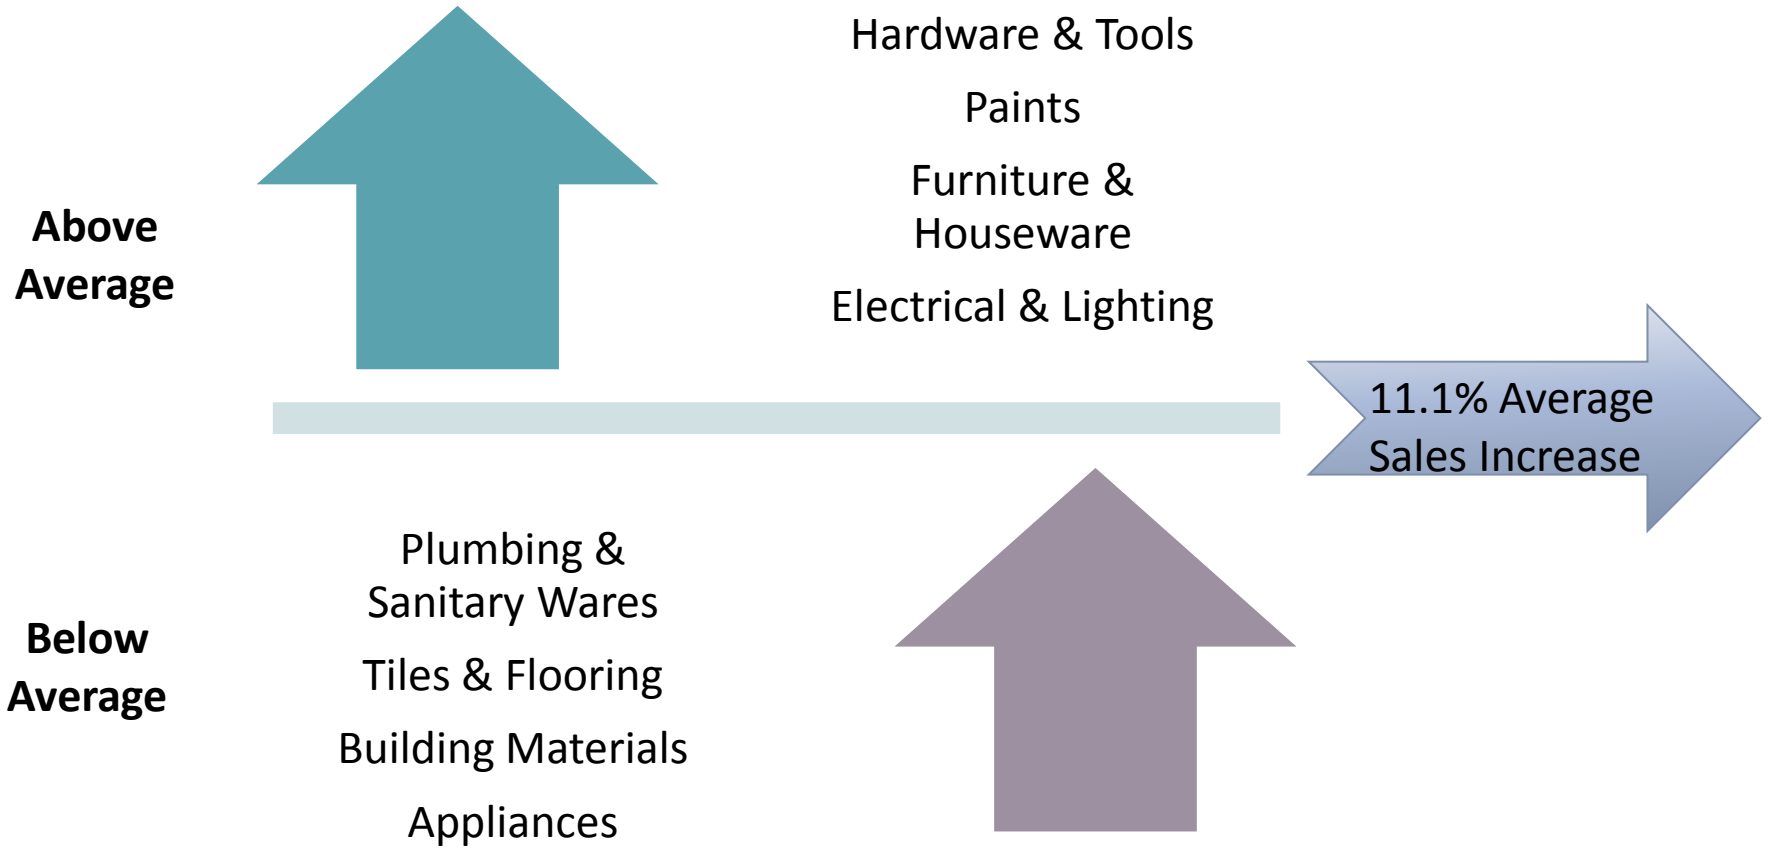 Above
Average
Hardware & Tools
Paints
Furniture &
Houseware
Electrical & Lighting
11.1% Average
Sales Increase
Below
Average
Plumbing &
Sanitary Wares
Tiles & Flooring
Building Materials
Appliances